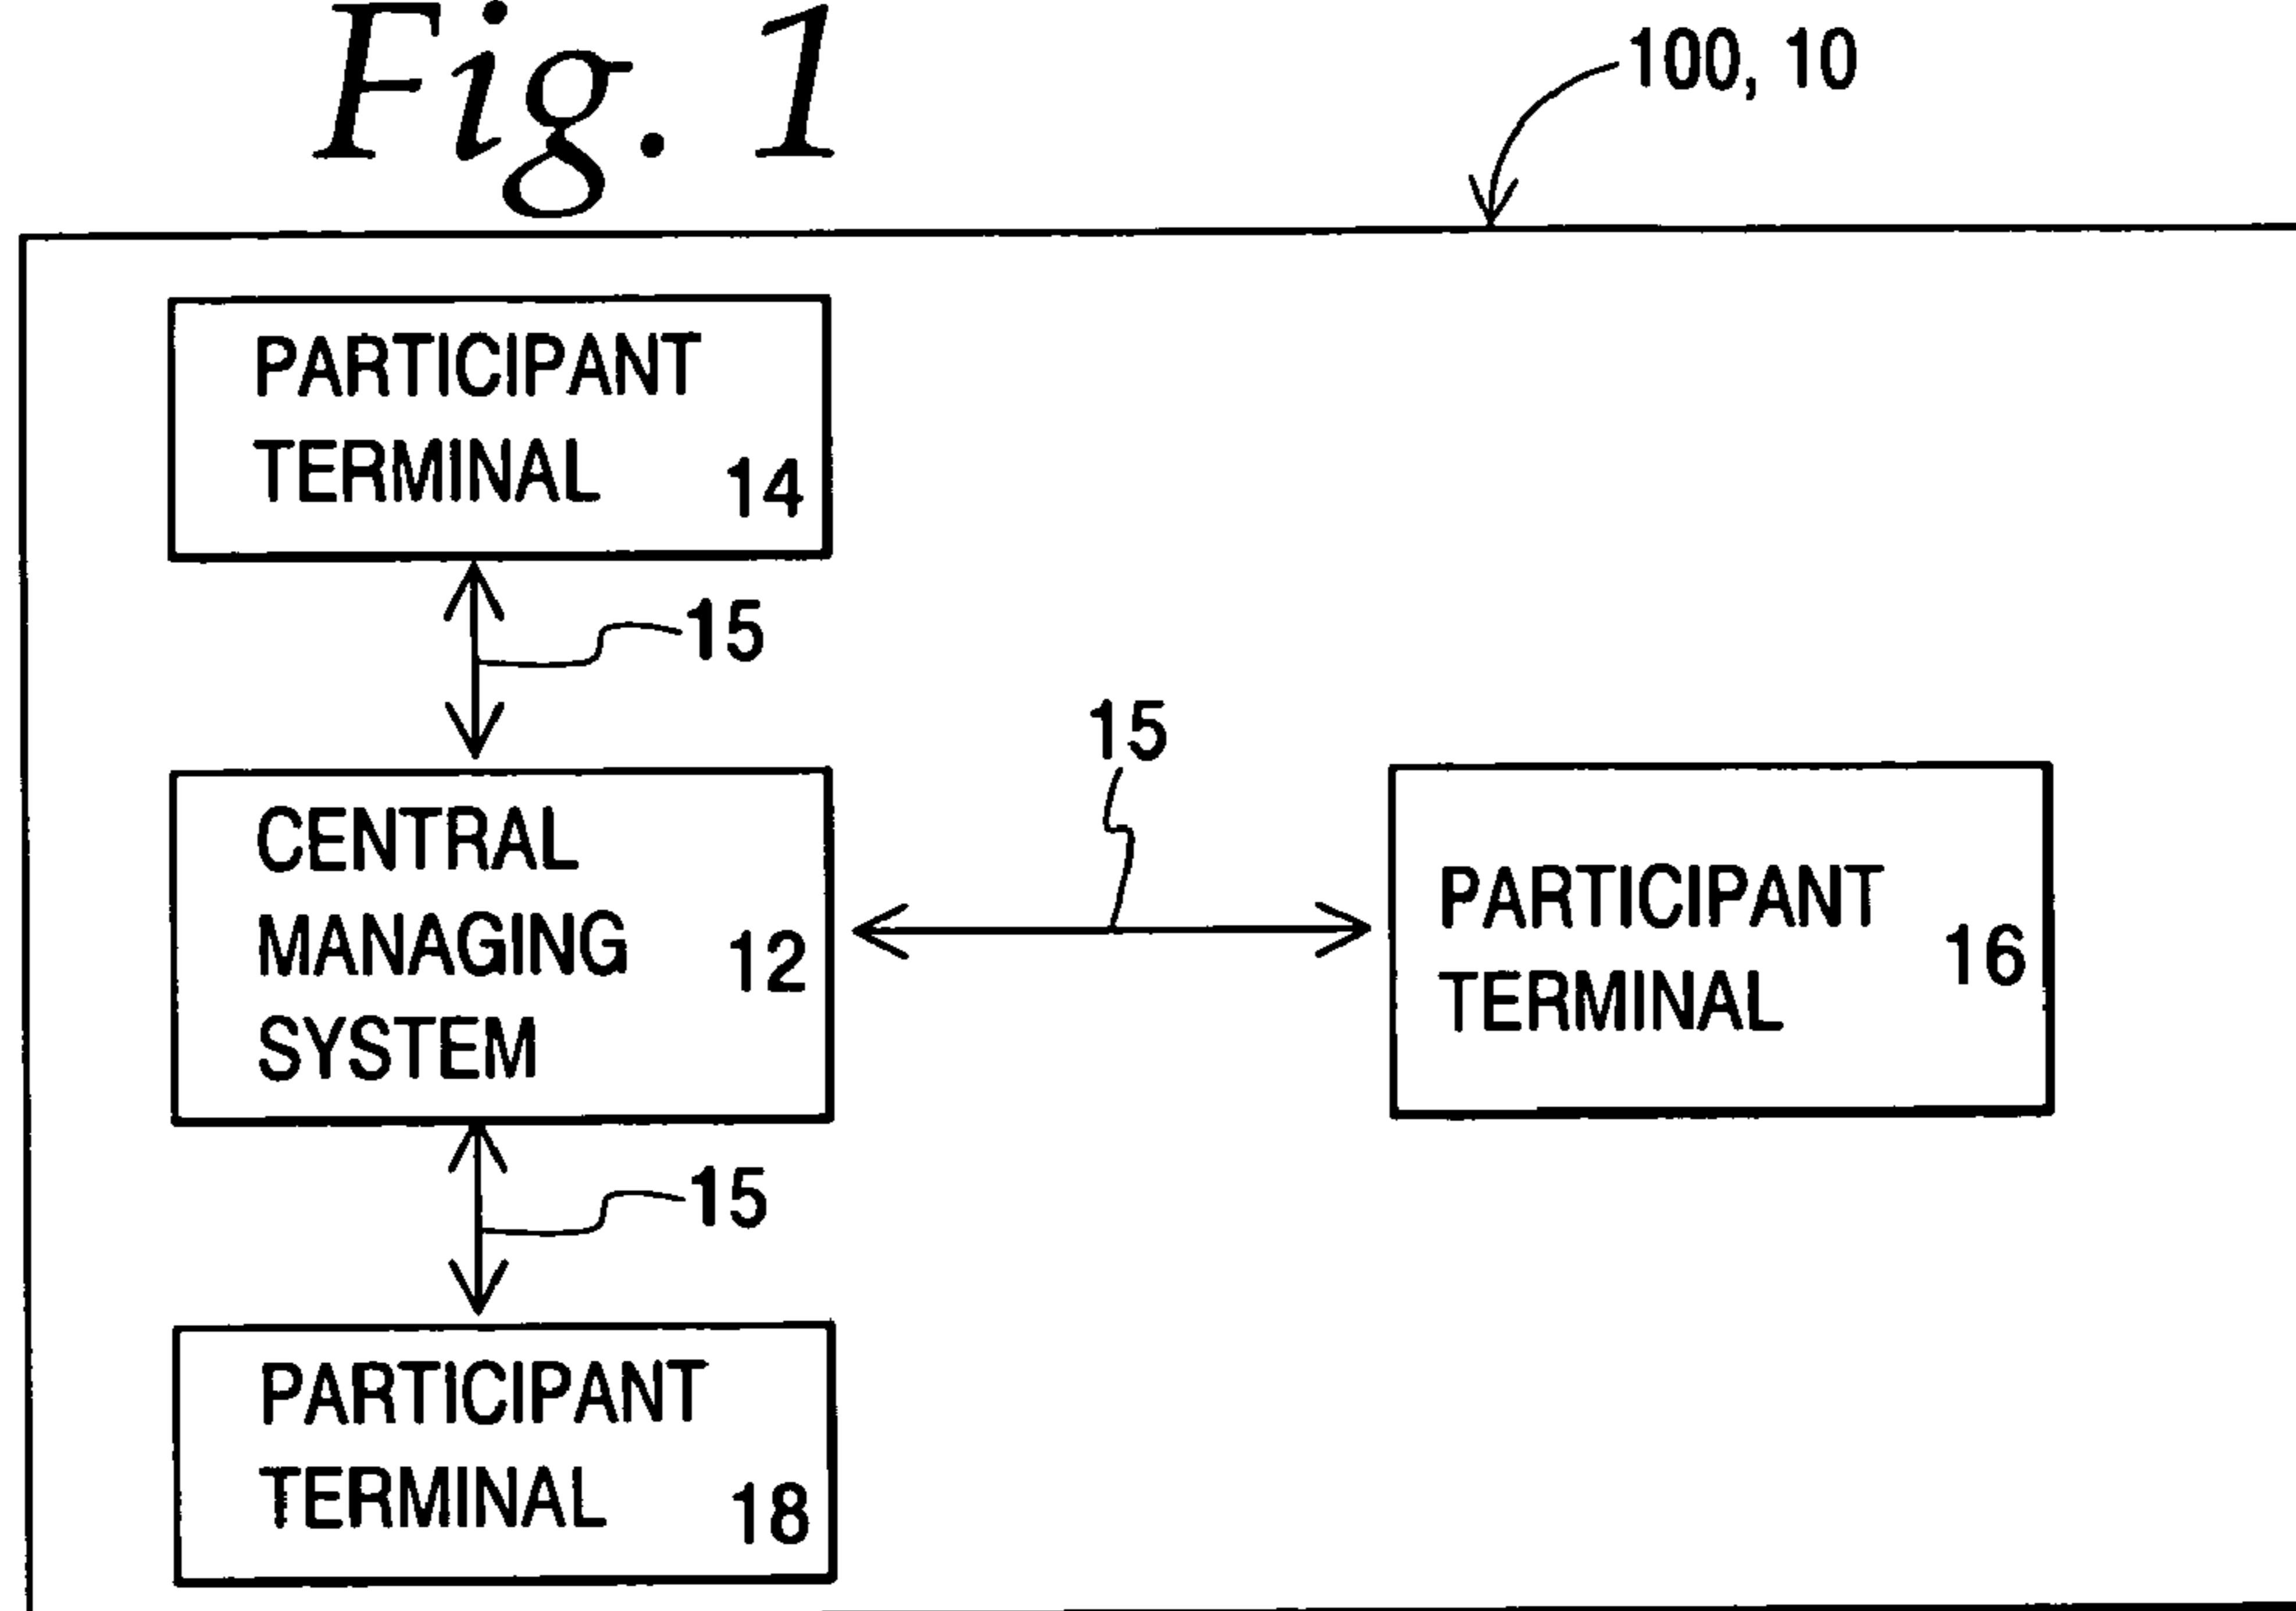 Fig. 1
100, 10
PARTICIPANT
TERMINAL 14
15
15
CENTRAL
MANAGING 12
SYSTEM
PARTICIPANT
TERMINAL 16
15
PARTICIPANT
TERMINAL 18